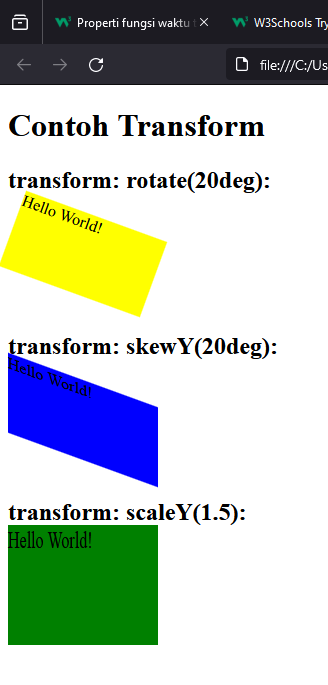 Properti fungsi waktu
W3Schools Try
file:///C:/Us
Contoh Transform
transform: rotate(20deg):
Hello World!
transform: skewY(20deg):
Hello World!
transform: scaleY(1.5):
Hello World!